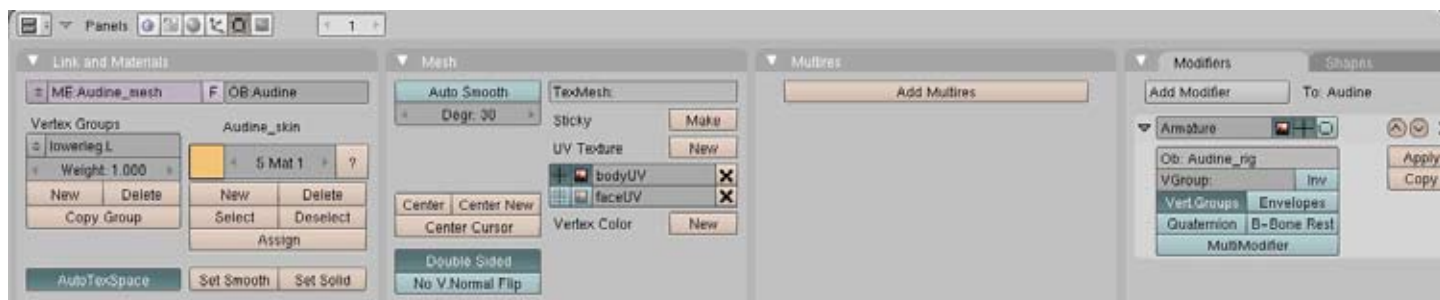 Panels 1
Link and Materials
ME:Audine_mesh F OB:Audine
Vertex Groups
lowerleg.L
Weight: 1.000
New Delete
Copy Group
AutoTexSpace
Audine_skin
5 Mat 1 ?
New Delete
Select Deselect
Assign
Set Smooth Set Solid
Mesh
Auto Smooth
Degr: 30
Center Center New
Center Cursor
Double Sided
No V.Normal Flip
TexMesh:
Sticky Make
UV Texture New
bodyUV X
faceUV X
Vertex Color New
Multires
Add Multires
Modifiers Shapes
Add Modifier To: Audine
Armature
Ob: Audine_rig
VGroup: Inv
Vert.Groups Envelopes
Quaternion B-Bone Rest
MultiModifier
Apply
Copy